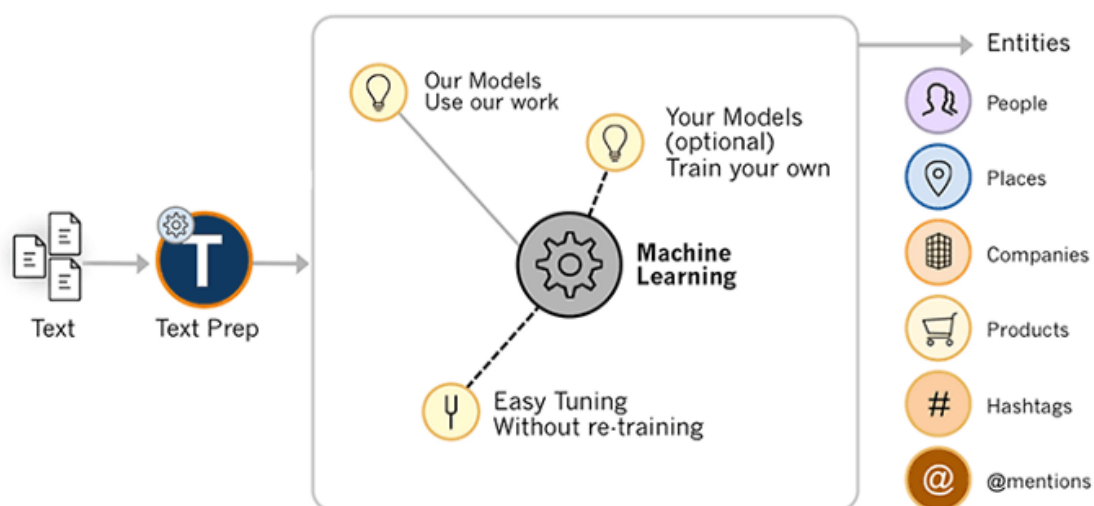 Text
T
Text Prep
Our Models
Use our work
Your Models
(optional)
Train your own
Machine
Learning
Easy Tuning
Without re-training
Entities
People
Places
Companies
Products
#
Hashtags
@
@mentions